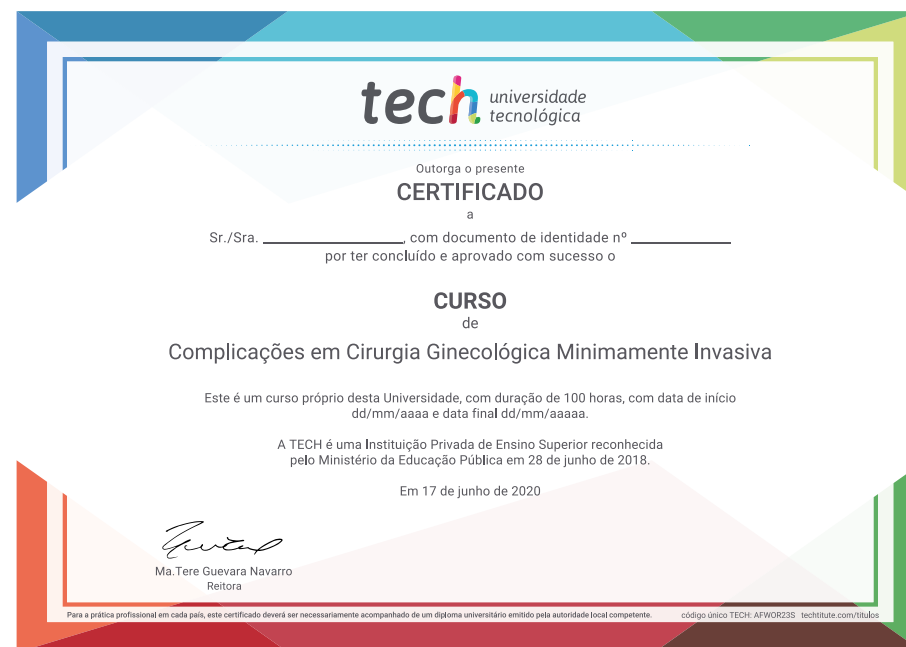 tech universidade
tecnológica
Outorga o presente
CERTIFICADO
a
Sr./Sra. ____________________, com documento de identidade nº ______________
por ter concluído e aprovado com sucesso o
CURSO
de
Complicações em Cirurgia Ginecológica Minimamente Invasiva
Este é um curso próprio desta Universidade, com duração de 100 horas, com data de início
dd/mm/aaaa e data final dd/mm/aaaaa.
A TECH é uma Instituição Privada de Ensino Superior reconhecida
pelo Ministério da Educação Pública em 28 de junho de 2018.
Em 17 de junho de 2020
Ma.Tere Guevara Navarro
Reitora
Para a prática profissional em cada país, este certificado deverá ser necessariamente acompanhado de um diploma universitário emitido pela autoridade local competente. código único TECH: AFWOR23S techtitute.com/titulos